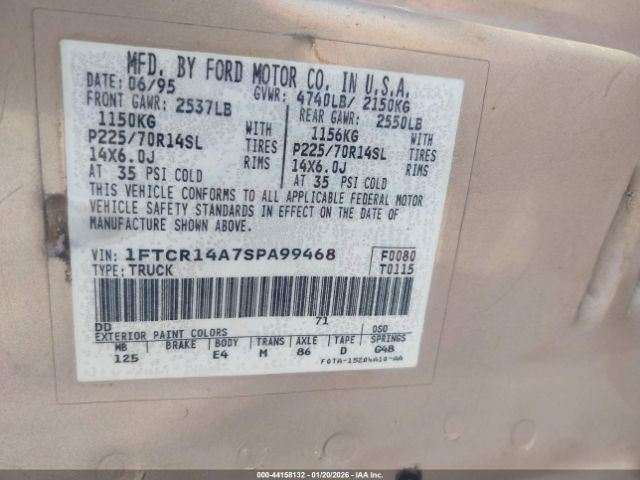 MFD. BY FORD MOTOR CO. IN U.S.A.
DATE: 06/95 GVWR: 4740LB/ 2150KG
FRONT GAWR: 2537LB REAR GAWR: 2550LB
1150KG WITH 1156KG WITH
P225/70R14SL TIRES P225/70R14SL TIRES
14X6.0J RIMS 14X6.0J RIMS
AT 35 PSI COLD AT 35 PSI COLD
THIS VEHICLE CONFORMS TO ALL APPLICABLE FEDERAL MOTOR
VEHICLE SAFETY STANDARDS IN EFFECT ON THE DATE OF
MANUFACTURE SHOWN ABOVE.
VIN: 1FTCR14A7SPA99468 F0080
TYPE: TRUCK T0115
DD 71
EXTERIOR PAINT COLORS DSO
WB BRAKE BODY TRANS AXLE TAPE SPRINGS
125 E4 M 86 D G48
F0TA-15204A10-AA
000-44158132 - 01/20/2026 - IAAI, Inc.